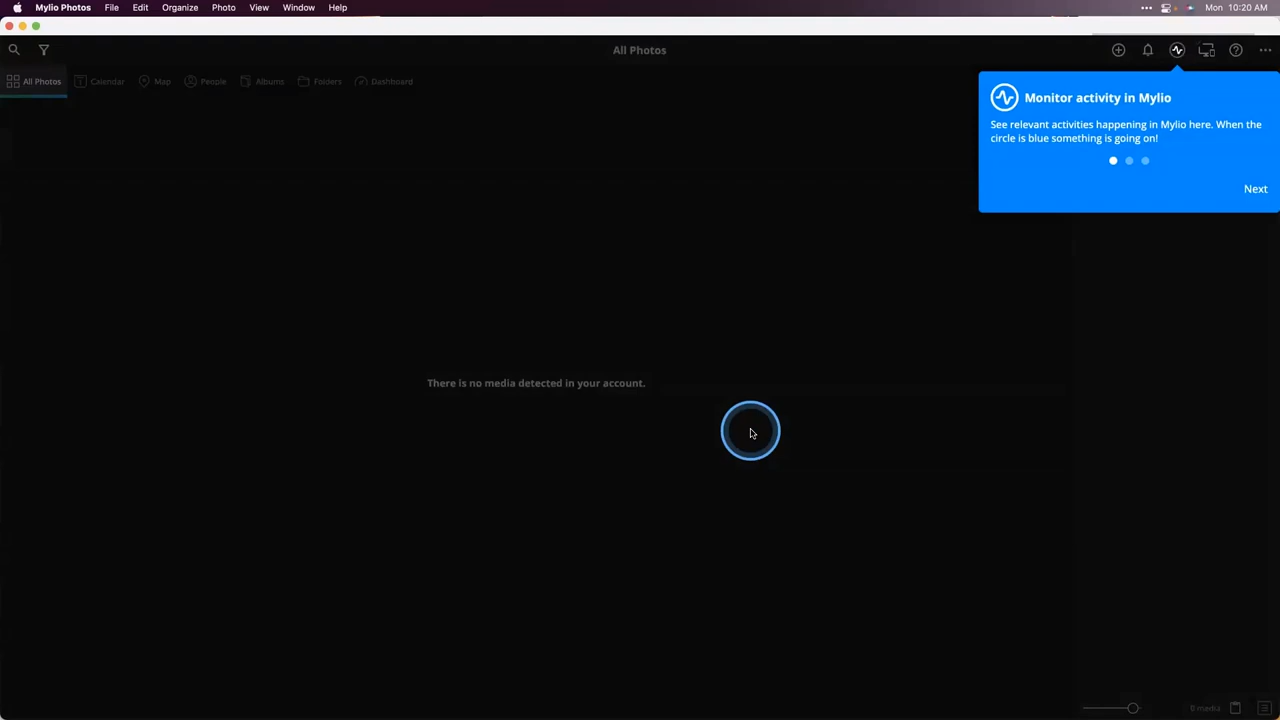 Mylio Photos File Edit Organize Photo View Window Help Mon 10:20 AM
All Photos
All Photos Calendar Map People Albums Folders Dashboard
Monitor activity in Mylio
See relevant activities happening in Mylio here. When the
circle is blue something is going on!
Next
There is no media detected in your account.
0 media